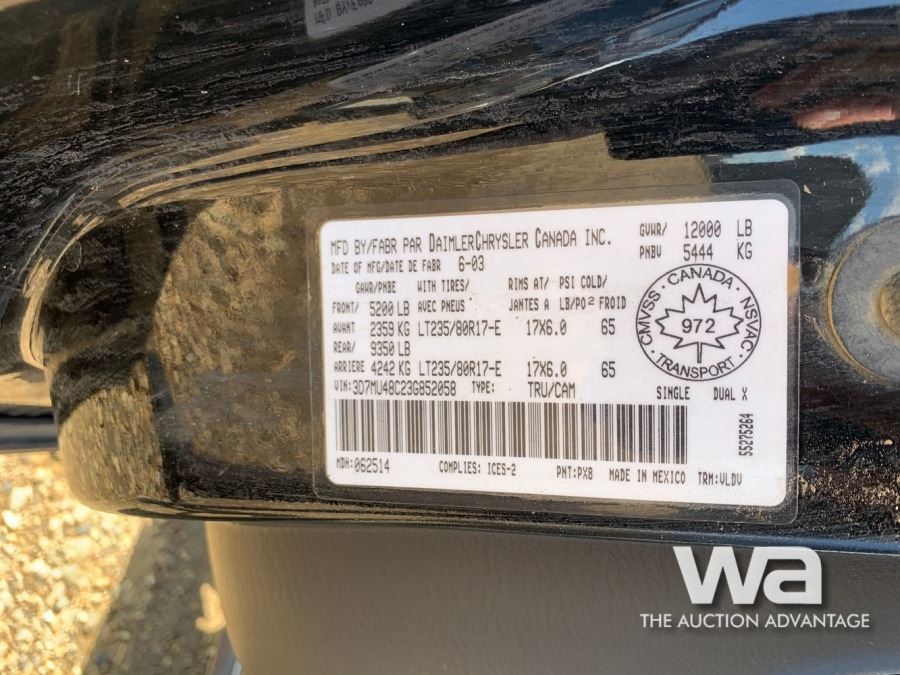 MFD BY/FABR PAR DAIMLERCHRYSLER CANADA INC.
GVWR/ 12000 LB
PNBV 5444 KG
DATE OF MFG/DATE DE FABR 6-03
GAWR/PNBE WITH TIRES/ RIMS AT/ PSI COLD/
FRONT/ 5200 LB AVEC PNEUS JANTES A LB/PO2 FROID
AVANT 2359 KG LT235/80R17-E 17X6.0 65
REAR/ 9350 LB
ARRIERE 4242 KG LT235/80R17-E 17X6.0 65
CMVSS · CANADA · NSVAC · TRANSPORT ·
972
VIN:3D7MU48C23G852058 TYPE: TRU/CAM SINGLE DUAL X
55275264
MDH:062514 COMPLIES: ICES-2 PNT:PX8 MADE IN MEXICO TRM:VLDV
wa
THE AUCTION ADVANTAGE